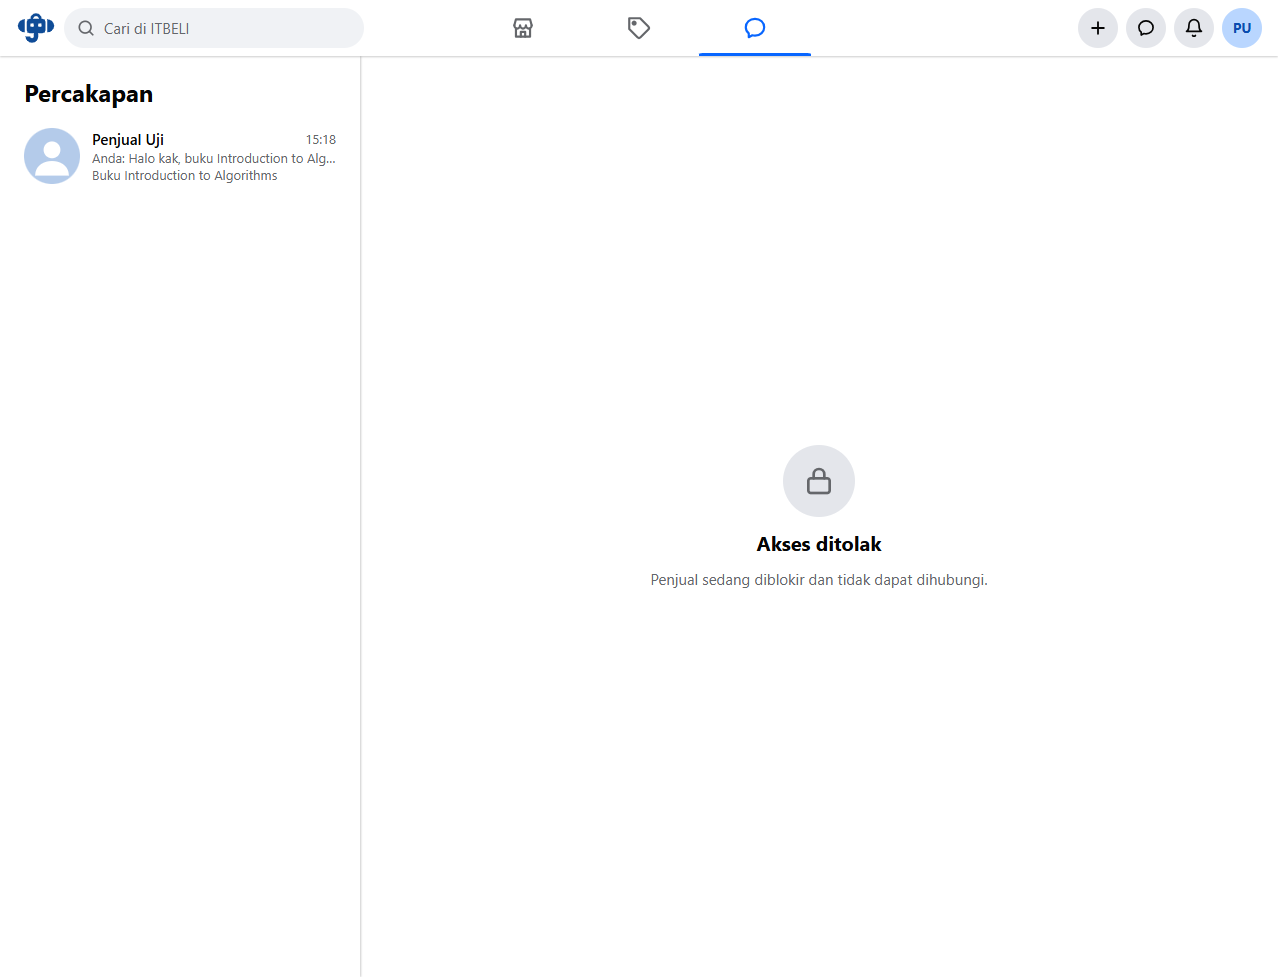 Cari di ITBELI
PU
Percakapan
Penjual Uji
15:18
Anda: Halo kak, buku Introduction to Alg...
Buku Introduction to Algorithms
Akses ditolak
Penjual sedang diblokir dan tidak dapat dihubungi.